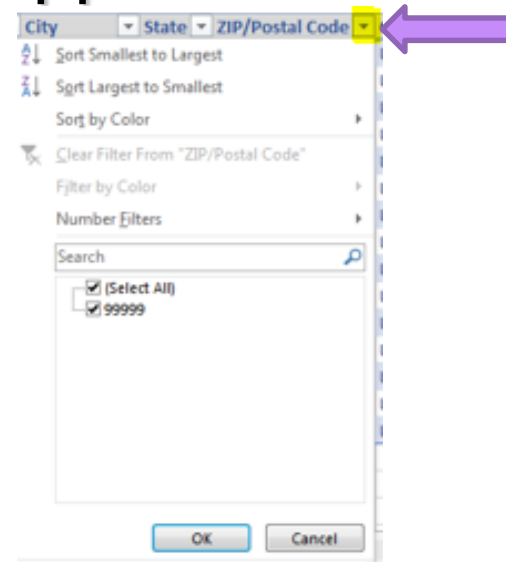 City State ZIP/Postal Code
Sort Smallest to Largest
Sort Largest to Smallest
Sort by Color
Clear Filter From "ZIP/Postal Code"
Filter by Color
Number Filters
Search
(Select All)
99999
OK Cancel